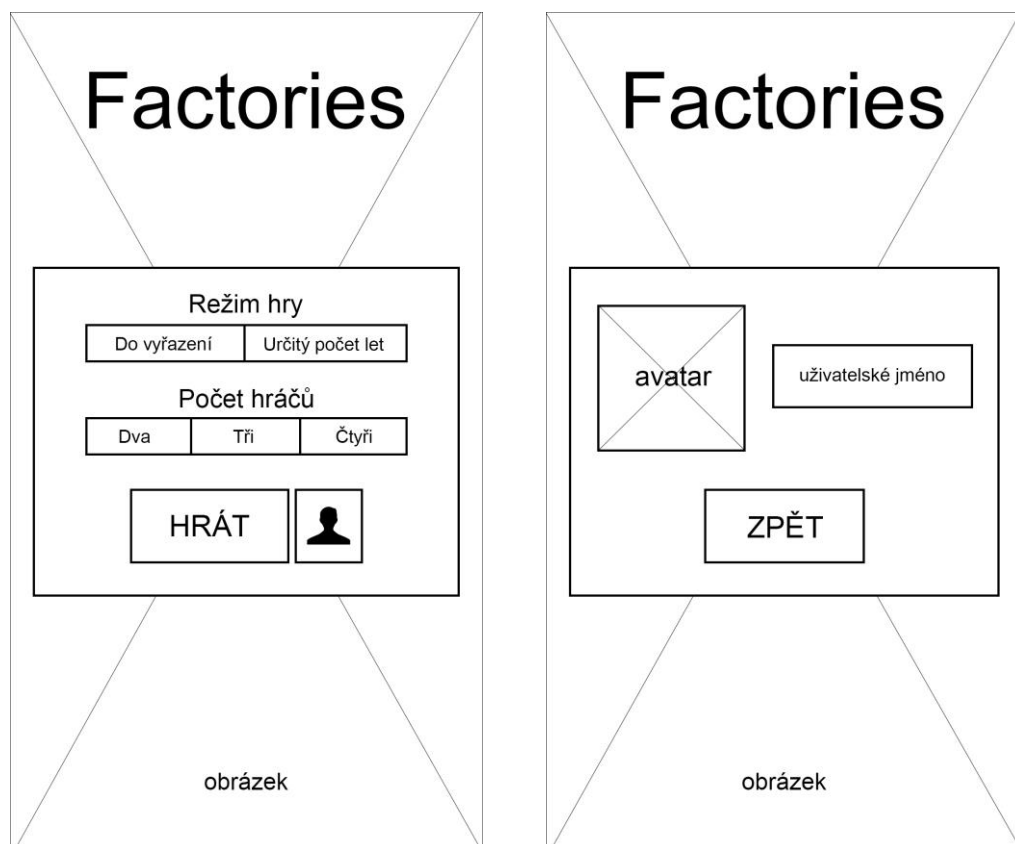 Factories
Režim hry
Do vyřazení
Určitý počet let
Počet hráčů
Dva
Tři
Čtyři
HRÁT
obrázek
Factories
avatar
uživatelské jméno
ZPĚT
obrázek